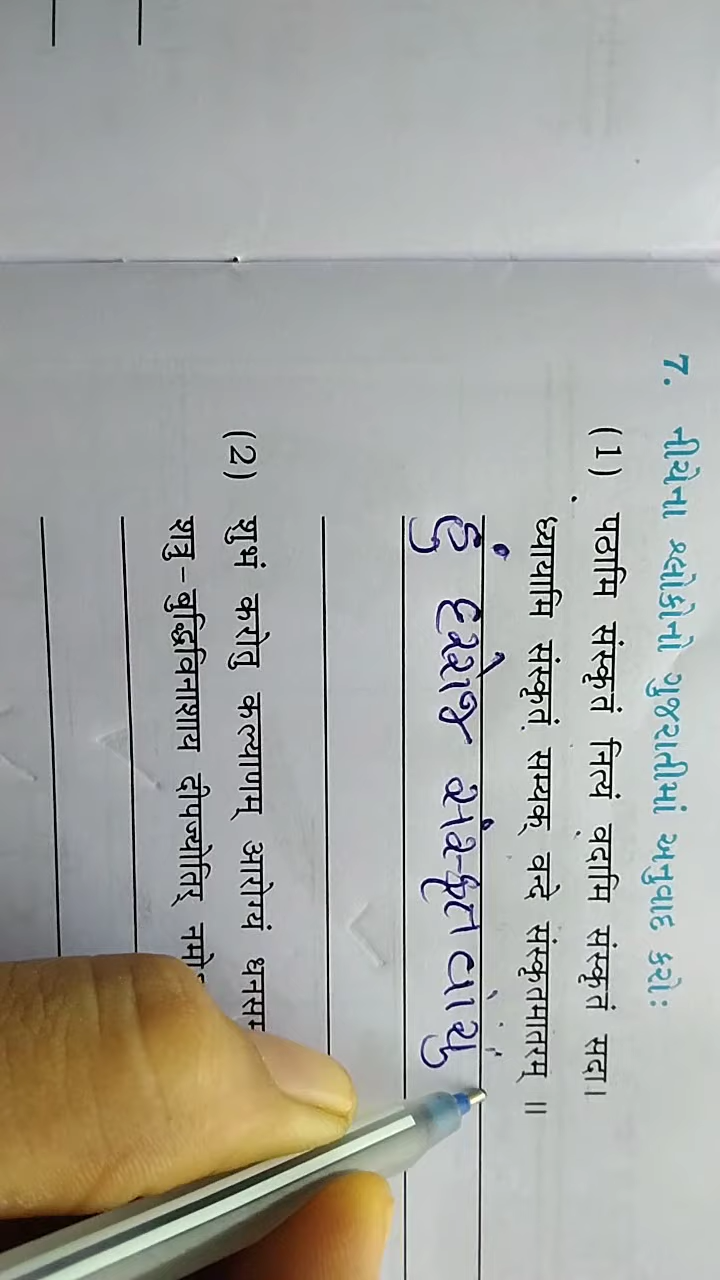 7. નીચેના શ્લોકોનો ગુજરાતીમાં અનુવાદ કરો:
(1) पठामि संस्कृतं नित्यं वदामि संस्कृतं सदा।
ध्यायामि संस्कृतं सम्यक् वन्दे संस्कृतमातरम् ॥
હું દરરોજ સંસ્કૃત વાંચુ
(2) शुभं करोतु कल्याणम् आरोग्यं धनसम
शत्रु-बुद्धिविनाशाय दीपज्योतिर् नमो